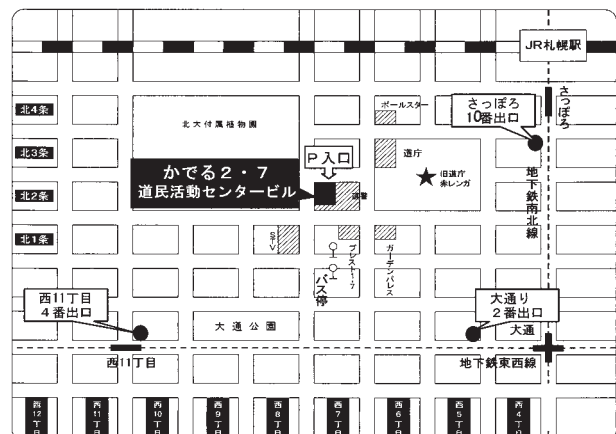 JR札幌駅
さっぽろ
北4条
北3条
北2条
北1条
北大付属植物園
ポールスター
さっぽろ
10番出口
道庁
P入口
かでる2・7
道民活動センタービル
道警
旧道庁
赤レンガ
地下鉄南北線
STV
プレスト1・7
ガーデンパレス
バス停
西11丁目
4番出口
大通公園
大通り
2番出口
大通
西11丁目
地下鉄東西線
西12丁目
西11丁目
西10丁目
西9丁目
西8丁目
西7丁目
西6丁目
西5丁目
西4丁目